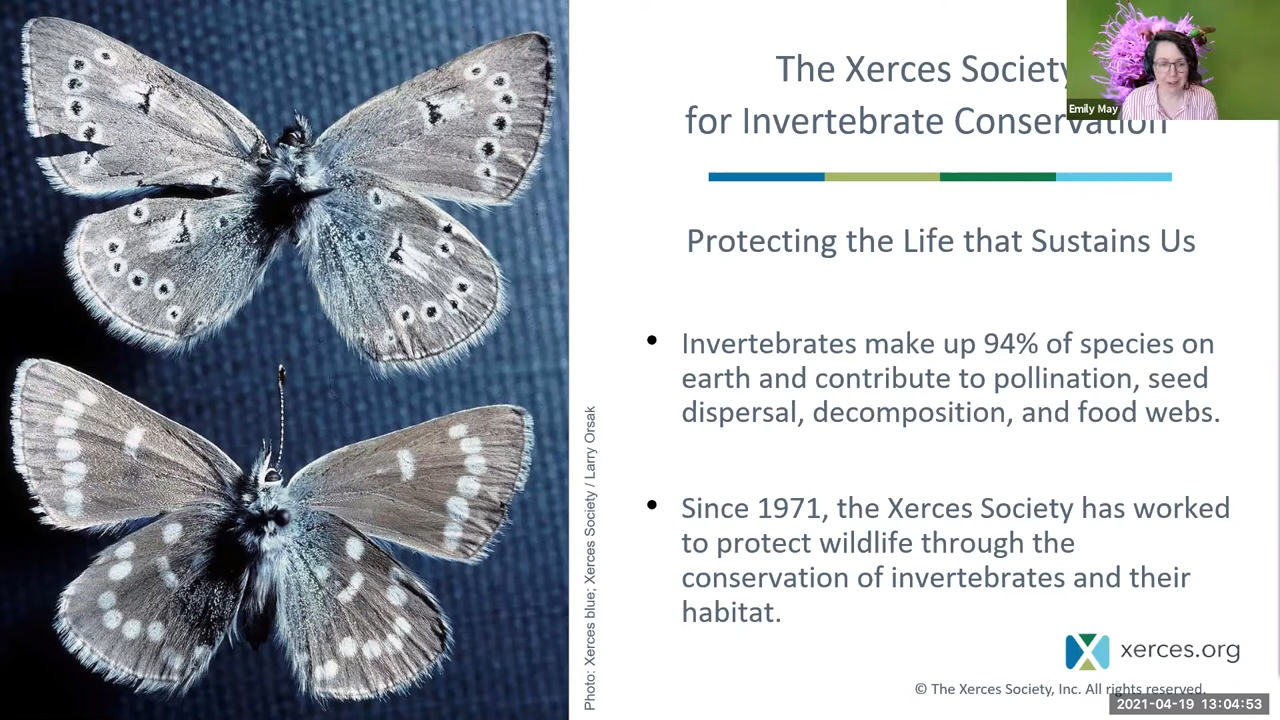 The Xerces Society
for Invertebrate Conservation
Emily May
Protecting the Life that Sustains Us
• Invertebrates make up 94% of species on
earth and contribute to pollination, seed
dispersal, decomposition, and food webs.
• Since 1971, the Xerces Society has worked
to protect wildlife through the
conservation of invertebrates and their
habitat.
Photo: Xerces blue; Xerces Society / Larry Orsak
xerces.org
© The Xerces Society, Inc. All rights reserved.
2021-04-19 13:04:53